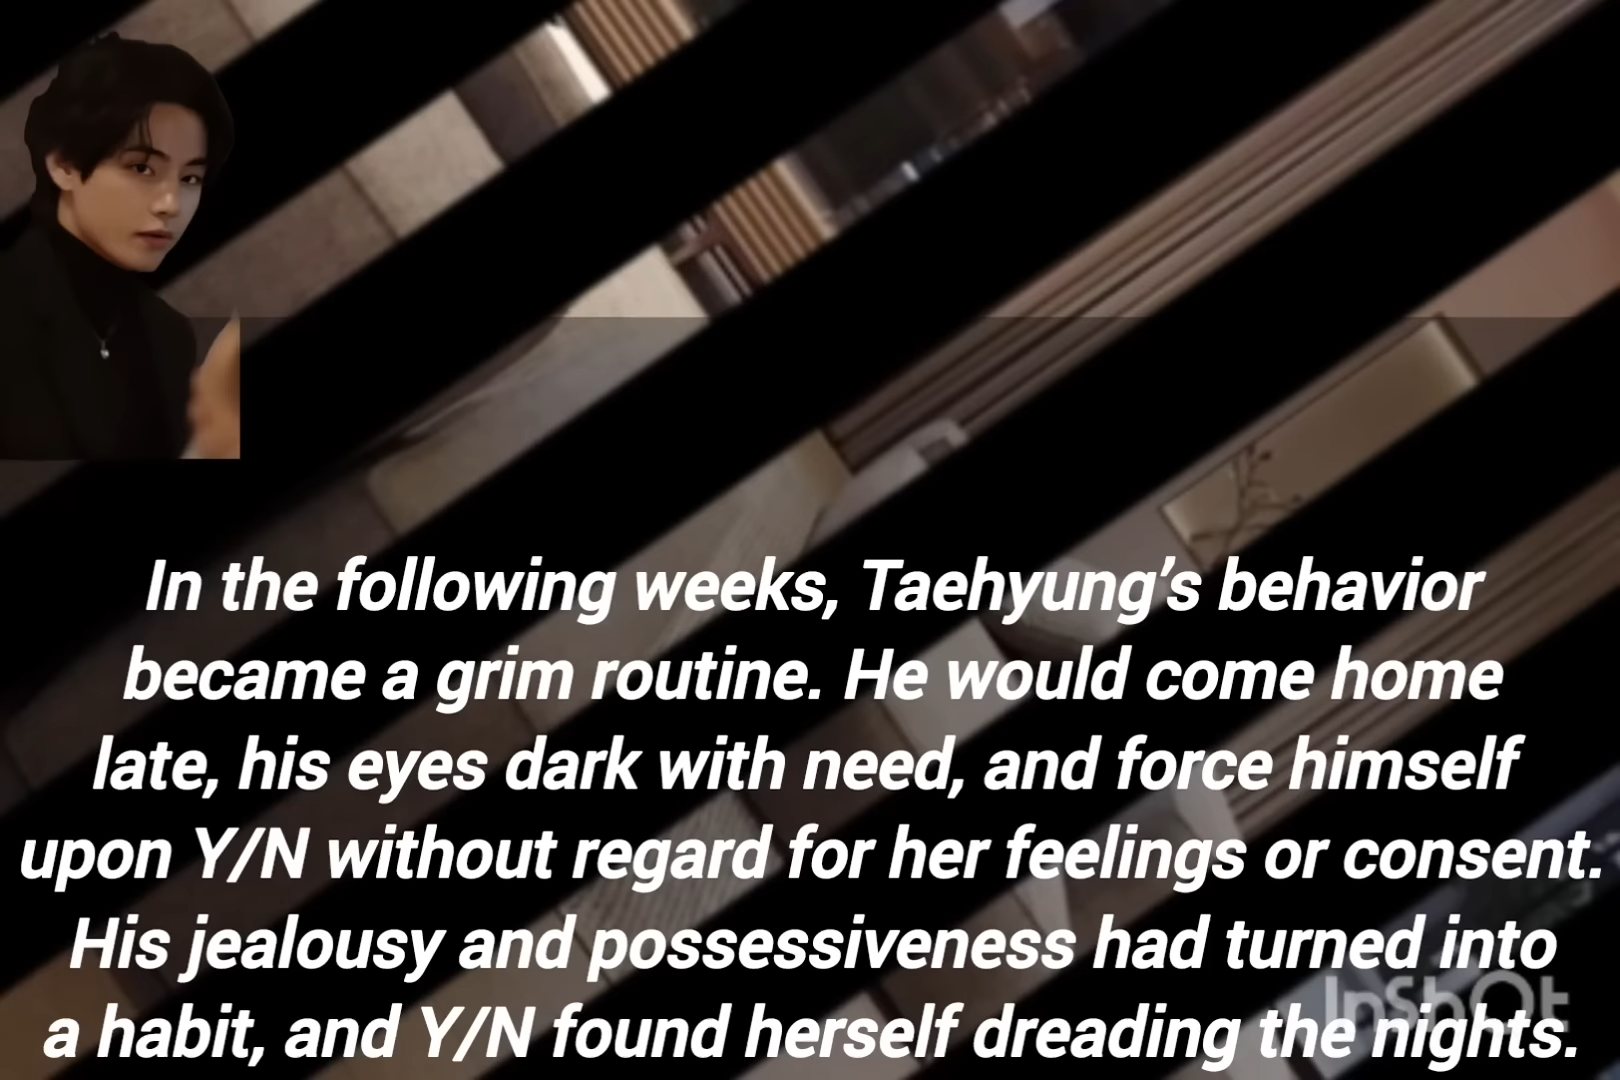 In the following weeks, Taehyung’s behavior
became a grim routine. He would come home
late, his eyes dark with need, and force himself
upon Y/N without regard for her feelings or consent.
His jealousy and possessiveness had turned into
a habit, and Y/N found herself dreading the nights.
InShOt